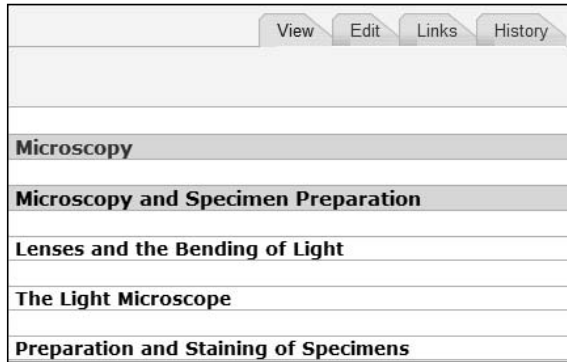 View Edit Links History
Microscopy
Microscopy and Specimen Preparation
Lenses and the Bending of Light
The Light Microscope
Preparation and Staining of Specimens